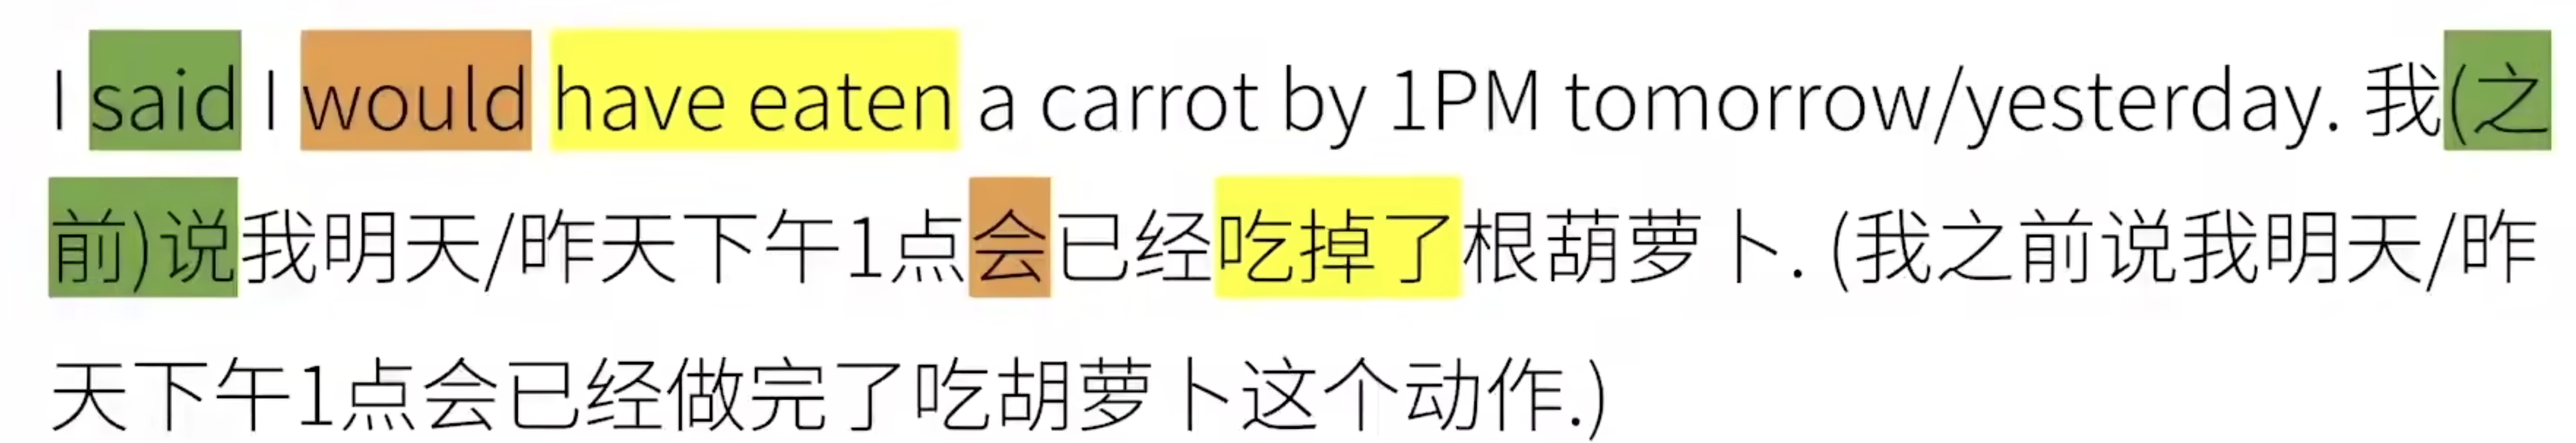 I said I would have eaten a carrot by 1PM tomorrow/yesterday. 我(之
前)说我明天/昨天下午1点会已经吃掉了根葫萝卜. (我之前说我明天/昨
天下午1点会已经做完了吃胡萝卜这个动作.)